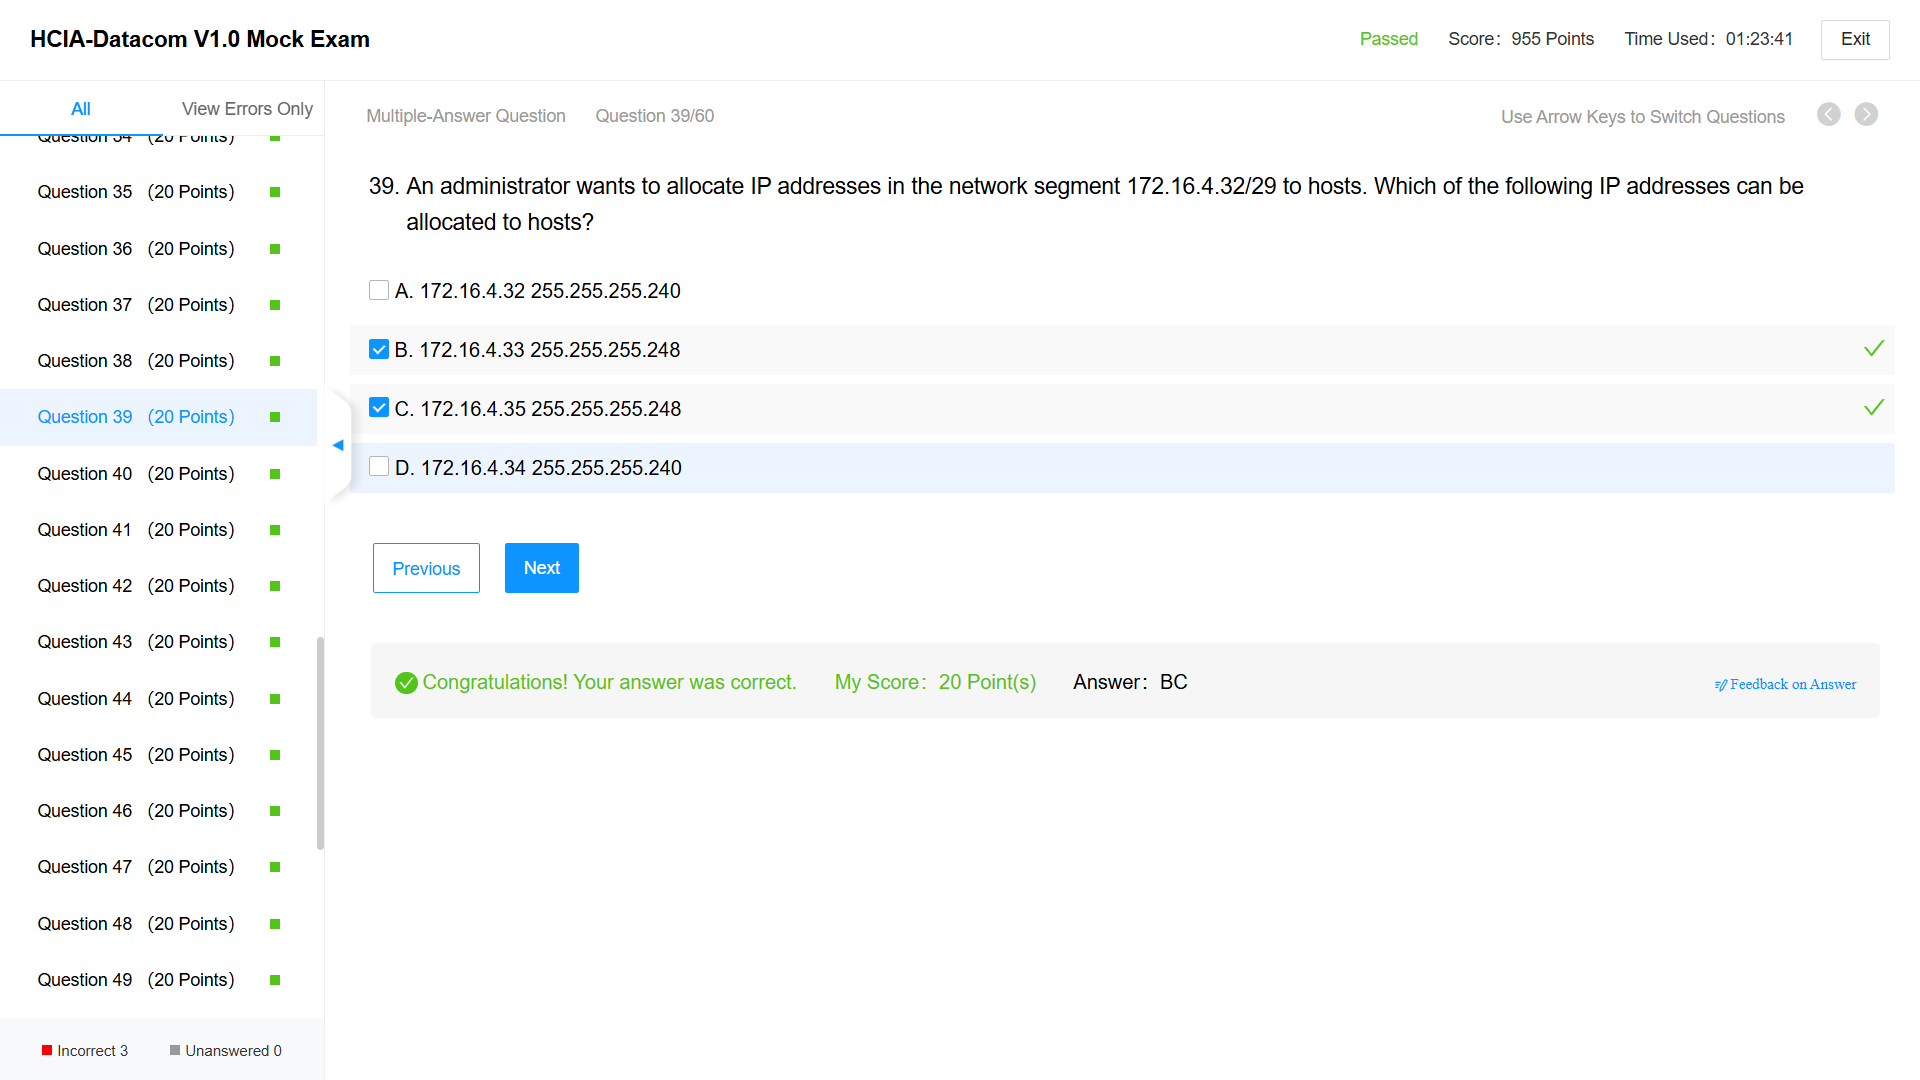 HCIA-Datacom V1.0 Mock Exam
Passed
Score： 955 Points
Time Used： 01:23:41
Exit
All
View Errors Only
Multiple-Answer Question
Question 39/60
Use Arrow Keys to Switch Questions
Question 34 (20 Points)
Question 35 (20 Points)
Question 36 (20 Points)
Question 37 (20 Points)
Question 38 (20 Points)
Question 39 (20 Points)
Question 40 (20 Points)
Question 41 (20 Points)
Question 42 (20 Points)
Question 43 (20 Points)
Question 44 (20 Points)
Question 45 (20 Points)
Question 46 (20 Points)
Question 47 (20 Points)
Question 48 (20 Points)
Question 49 (20 Points)
Incorrect 3
Unanswered 0
39. An administrator wants to allocate IP addresses in the network segment 172.16.4.32/29 to hosts. Which of the following IP addresses can be
allocated to hosts?
A. 172.16.4.32 255.255.255.240
B. 172.16.4.33 255.255.255.248
C. 172.16.4.35 255.255.255.248
D. 172.16.4.34 255.255.255.240
Previous
Next
Congratulations! Your answer was correct.
My Score： 20 Point(s)
Answer： BC
Feedback on Answer